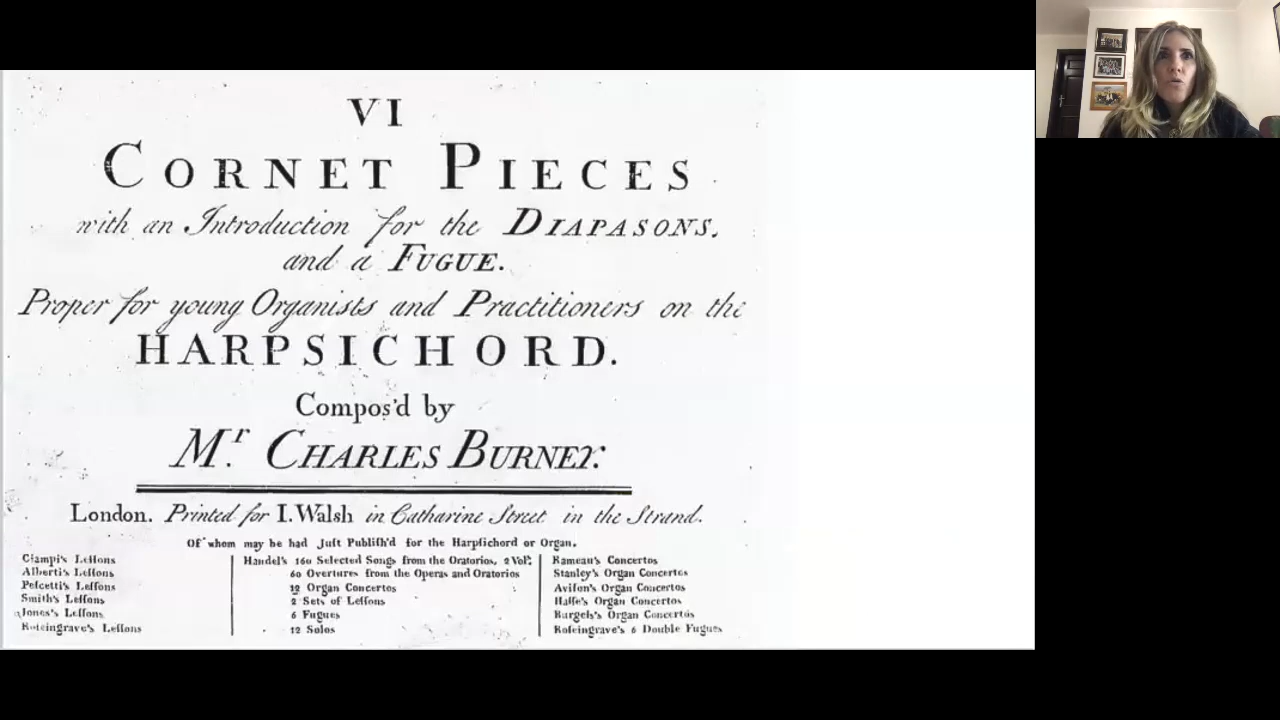 VI
CORNET PIECES
with an Introduction for the DIAPASONS,
and a FUGUE.
Proper for young Organists and Practitioners on the
HARPSICHORD.
Compos'd by
Mr. CHARLES BURNEY.
London. Printed for I. Walsh in Catharine Street in the Strand.
Of whom may be had Just Publish'd for the Harpsichord or Organ.
Ciampi's Lessons
Alberti's Lessons
Pescetti's Lessons
Smith's Lessons
Jones's Lessons
Roseingrave's Lessons
Handel's 160 Selected Songs from the Oratorios, 2 Vols.
60 Overtures from the Operas and Oratorios
12 Organ Concertos
2 Sets of Lessons
6 Fugues
12 Solos
Rameau's Concertos
Stanley's Organ Concertos
Avison's Organ Concertos
Hasse's Organ Concertos
Burgess's Organ Concertos
Roseingrave's 6 Double Fugues